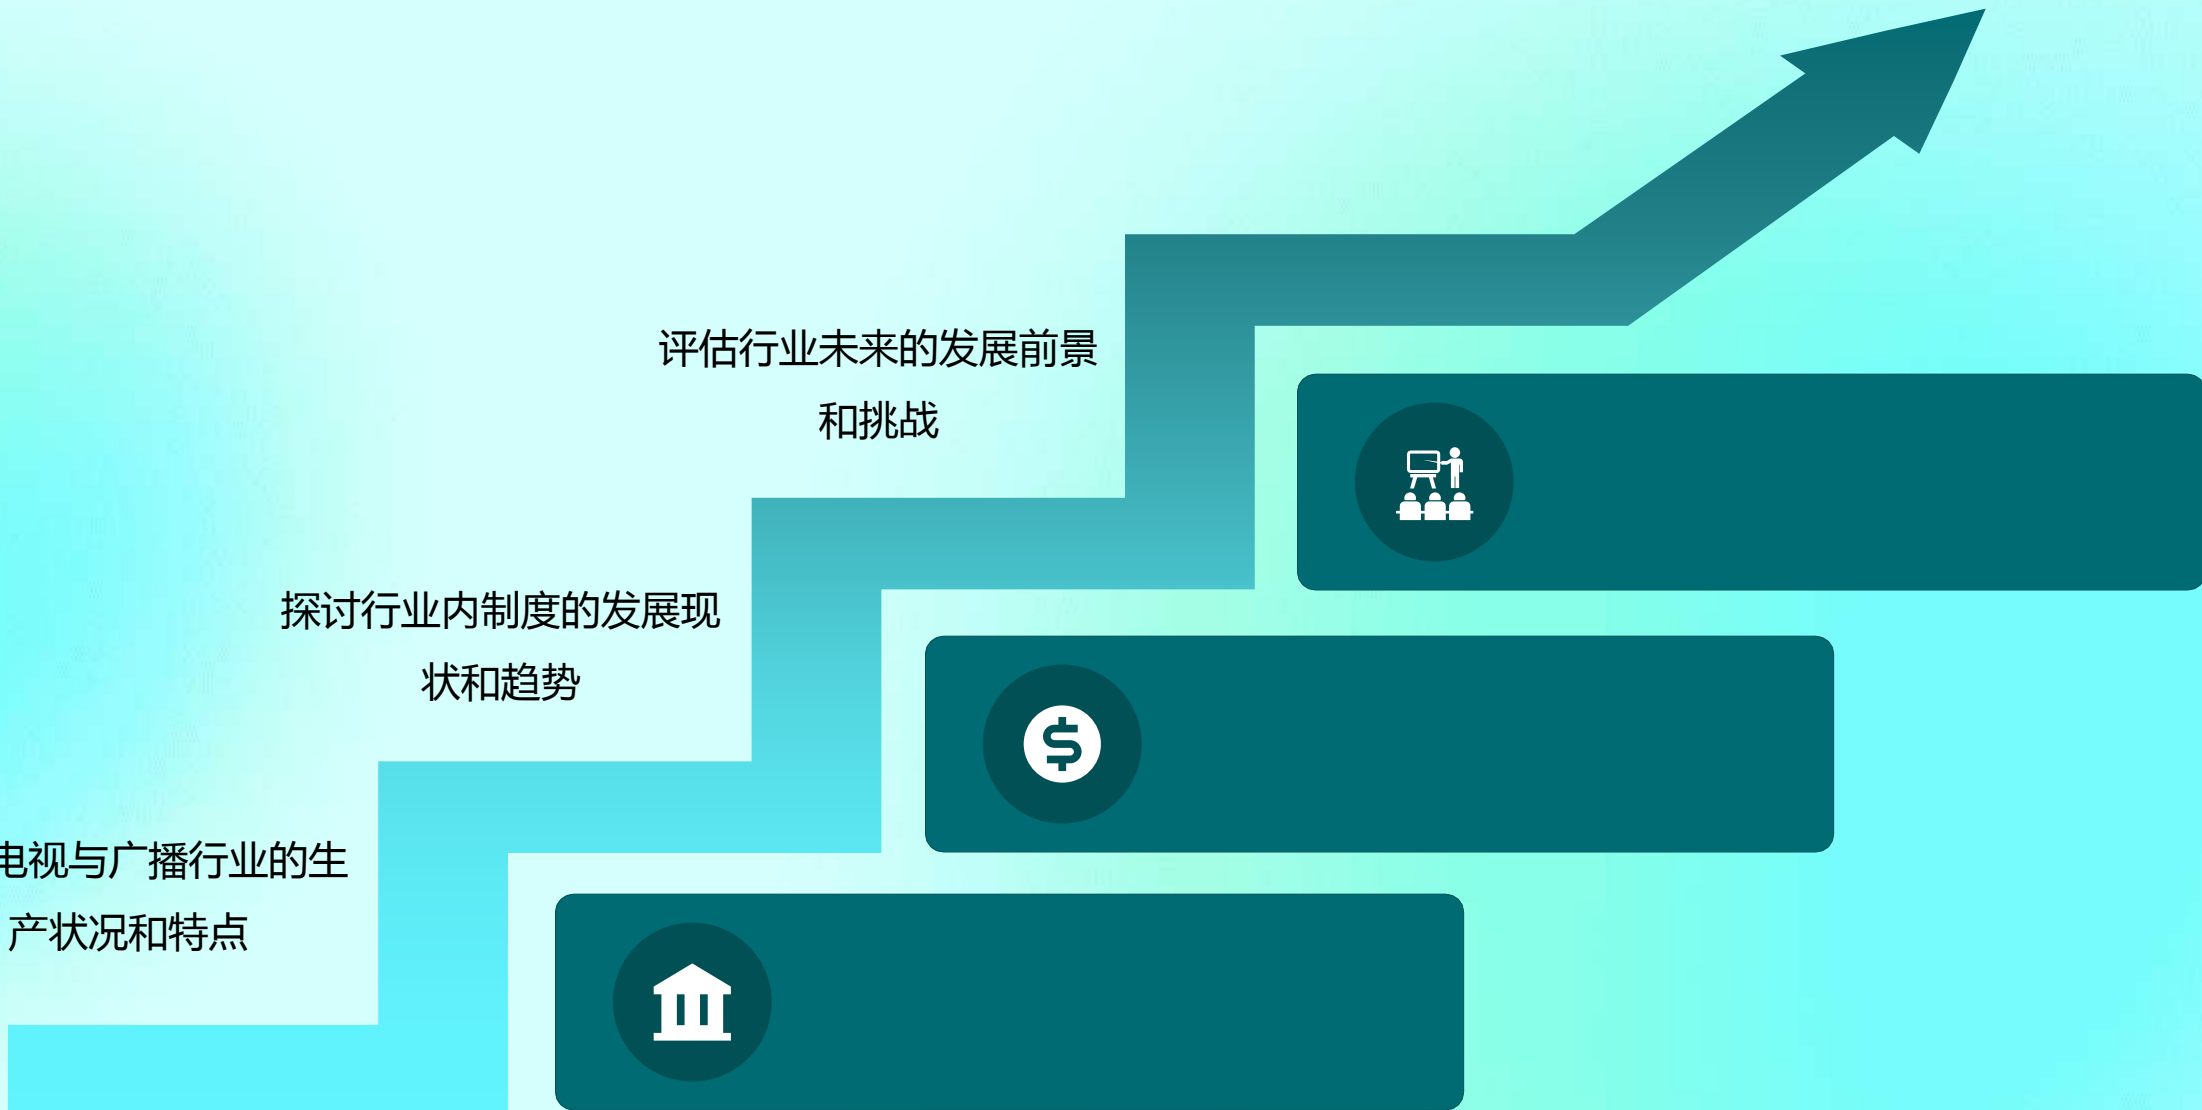 评估行业未来的发展前景
和挑战
探讨行业内制度的发展现
状和趋势
电视与广播行业的生
产状况和特点